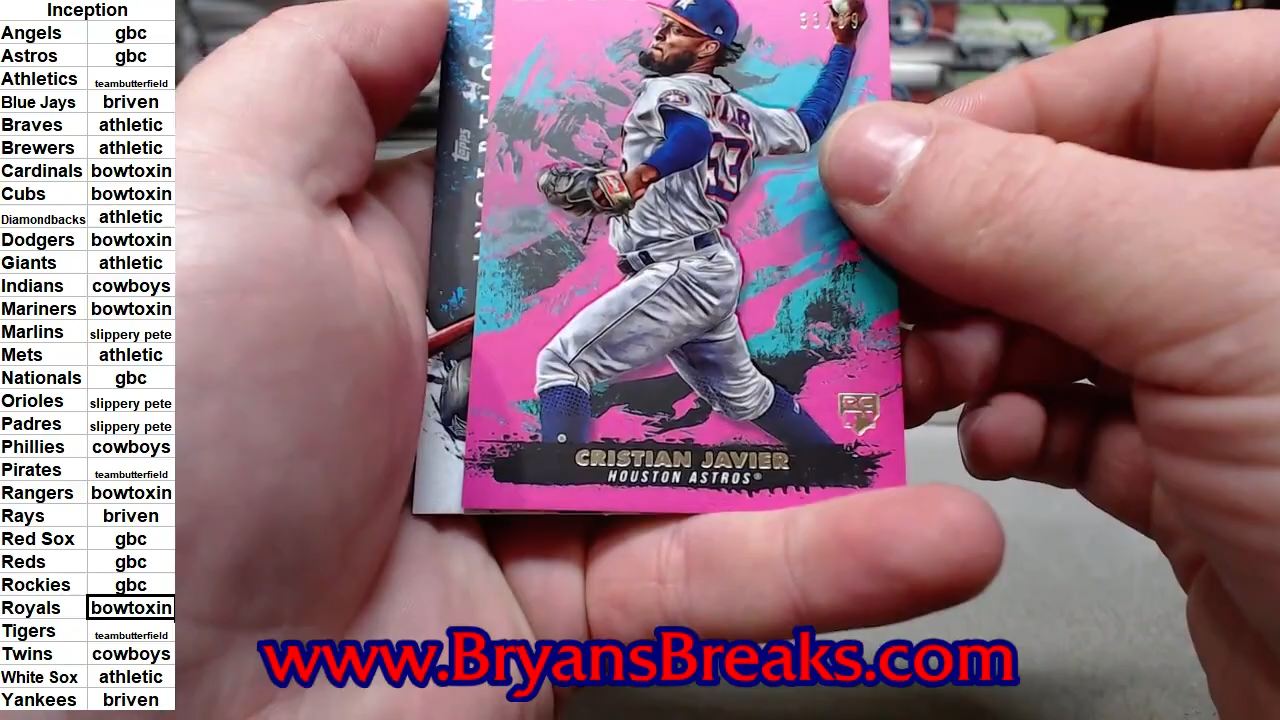 Inception
Angels gbc
Astros gbc
Athletics teambutterfield
Blue Jays briven
Braves athletic
Brewers athletic
Cardinals bowtoxin
Cubs bowtoxin
Diamondbacks athletic
Dodgers bowtoxin
Giants athletic
Indians cowboys
Mariners bowtoxin
Marlins slippery pete
Mets athletic
Nationals gbc
Orioles slippery pete
Padres slippery pete
Phillies cowboys
Pirates teambutterfield
Rangers bowtoxin
Rays briven
Red Sox gbc
Reds gbc
Rockies gbc
Royals bowtoxin
Tigers teambutterfield
Twins cowboys
White Sox athletic
Yankees briven
Topps
INCEPTION
53
RC
CRISTIAN JAVIER
HOUSTON ASTROS®
www.BryansBreaks.com